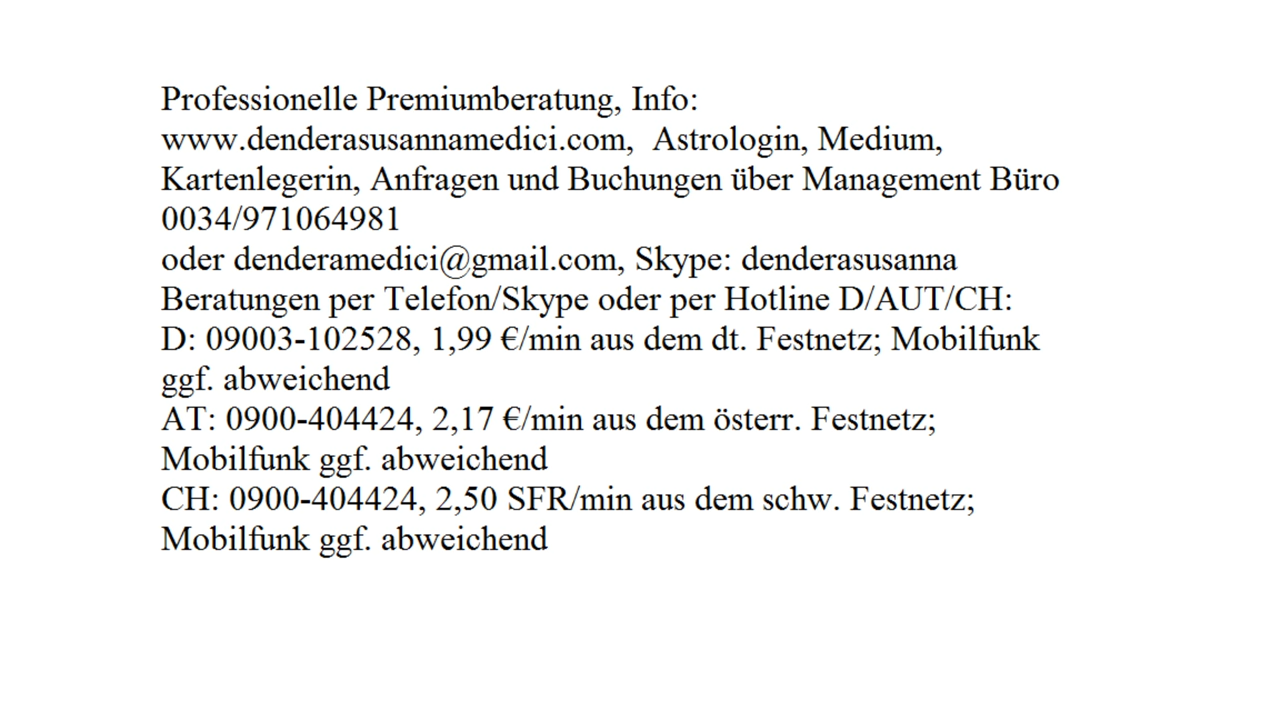 Professionelle Premiumberatung, Info:
www.denderasusannamedici.com,  Astrologin, Medium,
Kartenlegerin, Anfragen und Buchungen über Management Büro
0034/971064981
oder denderamedici@gmail.com, Skype: denderasusanna
Beratungen per Telefon/Skype oder per Hotline D/AUT/CH:
D: 09003-102528, 1,99 €/min aus dem dt. Festnetz; Mobilfunk
ggf. abweichend
AT: 0900-404424, 2,17 €/min aus dem österr. Festnetz;
Mobilfunk ggf. abweichend
CH: 0900-404424, 2,50 SFR/min aus dem schw. Festnetz;
Mobilfunk ggf. abweichend